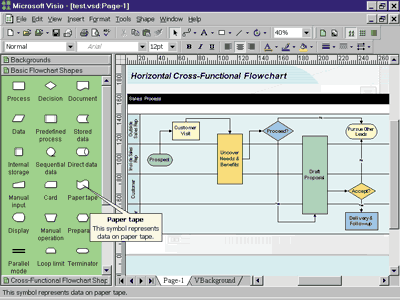 Microsoft Visio - [test.vsd:Page-1]
File Edit View Insert Format Tools Shape Window Help
40%
Normal Arial 12pt
Backgrounds
Basic Flowchart Shapes
Process Decision Document
Data Predefined process Stored data
Internal storage Sequential data Direct data
Manual input Card Paper tape
Display Manual operation Prepara
Parallel mode Loop limit Terminator
Cross-Functional Flowchart Shap
Paper tape
This symbol represents
data on paper tape.
Horizontal Cross-Functional Flowchart
Sales Process
Outside Sales Rep
Inside Sales Rep
Prospect
Customer Visit
Uncover Needs & Benefits
Proceed?
Draft Proposal
Pursue Other Leads
Accept?
Delivery & Follow-up
Page-1 VBackground
This symbol represents data on paper tape.